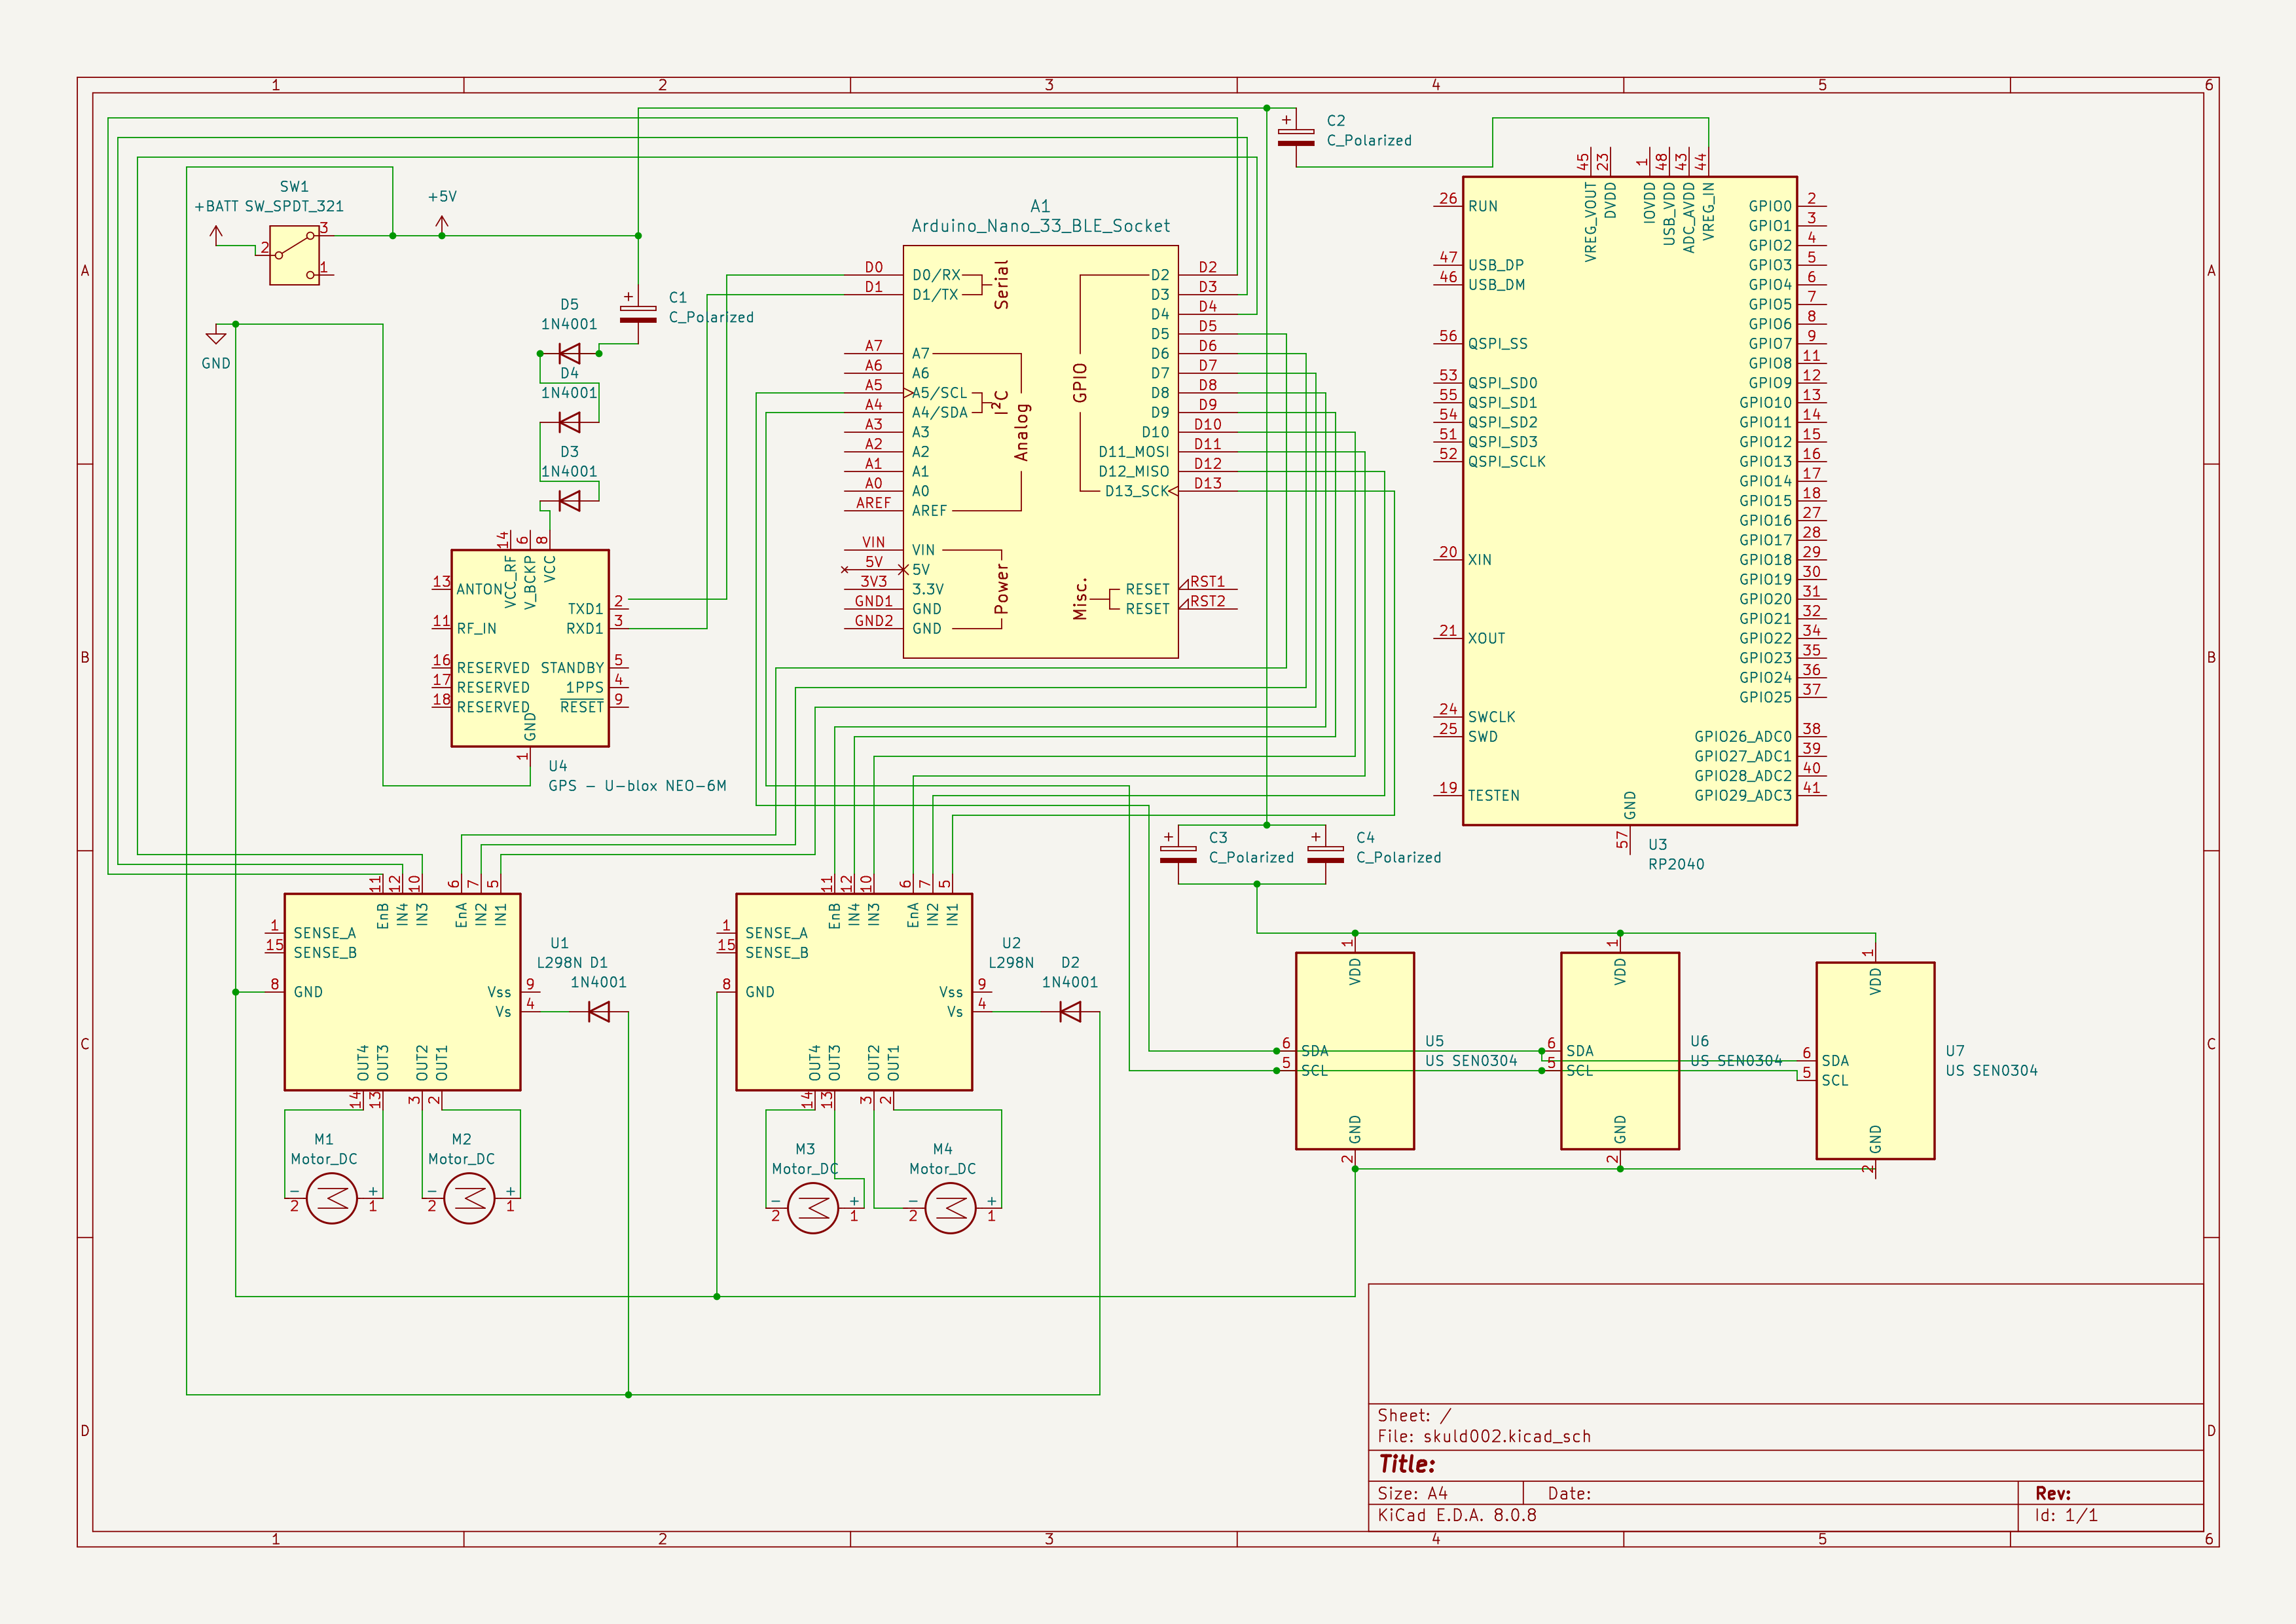 1 2 3 4 5 6
A
B
C
D
SW1
+BATT SW_SPDT_321
2
3
1
+5V
GND
C1
C_Polarized
+
D5
1N4001
D4
1N4001
D3
1N4001
14 6 8
VCC_RF V_BCKP VCC
13 ANTON
11 RF_IN
16 RESERVED
17 RESERVED
18 RESERVED
TXD1 2
RXD1 3
STANDBY 5
1PPS 4
RESET 9
GND
1
U4
GPS – U-blox NEO-6M
A1
Arduino_Nano_33_BLE_Socket
D0 D0/RX
D1 D1/TX
Serial
A7 A7
A6 A6
A5 A5/SCL
A4 A4/SDA
I²C
A3 A3
A2 A2
A1 A1
A0 A0
AREF AREF
Analog
VIN VIN
5V 5V
3V3 3.3V
GND1 GND
GND2 GND
Power
GPIO
D2 D2
D3 D3
D4 D4
D5 D5
D6 D6
D7 D7
D8 D8
D9 D9
D10 D10
D11_MOSI D11
D12_MISO D12
D13_SCK D13
Misc.
RESET RST1
RESET RST2
+
C2
C_Polarized
45 23 1 48 43 44
VREG_VOUT DVDD IOVDD USB_VDD ADC_AVDD VREG_IN
26 RUN
47 USB_DP
46 USB_DM
56 QSPI_SS
53 QSPI_SD0
55 QSPI_SD1
54 QSPI_SD2
51 QSPI_SD3
52 QSPI_SCLK
20 XIN
21 XOUT
24 SWCLK
25 SWD
19 TESTEN
GPIO0 2
GPIO1 3
GPIO2 4
GPIO3 5
GPIO4 6
GPIO5 7
GPIO6 8
GPIO7 9
GPIO8 11
GPIO9 12
GPIO10 13
GPIO11 14
GPIO12 15
GPIO13 16
GPIO14 17
GPIO15 18
GPIO16 27
GPIO17 28
GPIO18 29
GPIO19 30
GPIO20 31
GPIO21 32
GPIO22 34
GPIO23 35
GPIO24 36
GPIO25 37
GPIO26_ADC0 38
GPIO27_ADC1 39
GPIO28_ADC2 40
GPIO29_ADC3 41
GND
57
U3
RP2040
+
C3
C_Polarized
+
C4
C_Polarized
11 12 10 6 7 5
EnB IN4 IN3 EnA IN2 IN1
1 SENSE_A
15 SENSE_B
8 GND
Vss 9
Vs 4
OUT4 OUT3 OUT2 OUT1
14 13 3 2
U1
L298N
D1
1N4001
M1
Motor_DC
– +
2 1
M2
Motor_DC
– +
2 1
11 12 10 6 7 5
EnB IN4 IN3 EnA IN2 IN1
1 SENSE_A
15 SENSE_B
8 GND
Vss 9
Vs 4
OUT4 OUT3 OUT2 OUT1
14 13 3 2
U2
L298N
D2
1N4001
M3
Motor_DC
– +
2 1
M4
Motor_DC
– +
2 1
1
VDD
6 SDA
5 SCL
GND
2
U5
US SEN0304
1
VDD
6 SDA
5 SCL
GND
2
U6
US SEN0304
1
VDD
6 SDA
5 SCL
GND
2
U7
US SEN0304
Sheet: /
File: skuld002.kicad_sch
Title:
Size: A4 Date: Rev:
KiCad E.D.A. 8.0.8 Id: 1/1
A
B
C
D
1 2 3 4 5 6